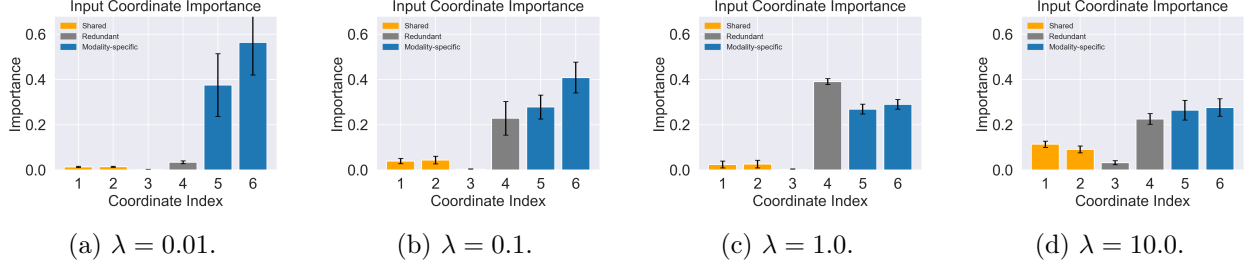 Input Coordinate Importance
Importance
0.6
0.4
0.2
0.0
Shared
Redundant
Modality-specific
1 2 3 4 5 6
Coordinate Index
(a) λ = 0.01.
Input Coordinate Importance
Importance
0.6
0.4
0.2
0.0
Shared
Redundant
Modality-specific
1 2 3 4 5 6
Coordinate Index
(b) λ = 0.1.
Input Coordinate Importance
Importance
0.6
0.4
0.2
0.0
Shared
Redundant
Modality-specific
1 2 3 4 5 6
Coordinate Index
(c) λ = 1.0.
Input Coordinate Importance
Importance
0.6
0.4
0.2
0.0
Shared
Redundant
Modality-specific
1 2 3 4 5 6
Coordinate Index
(d) λ = 10.0.